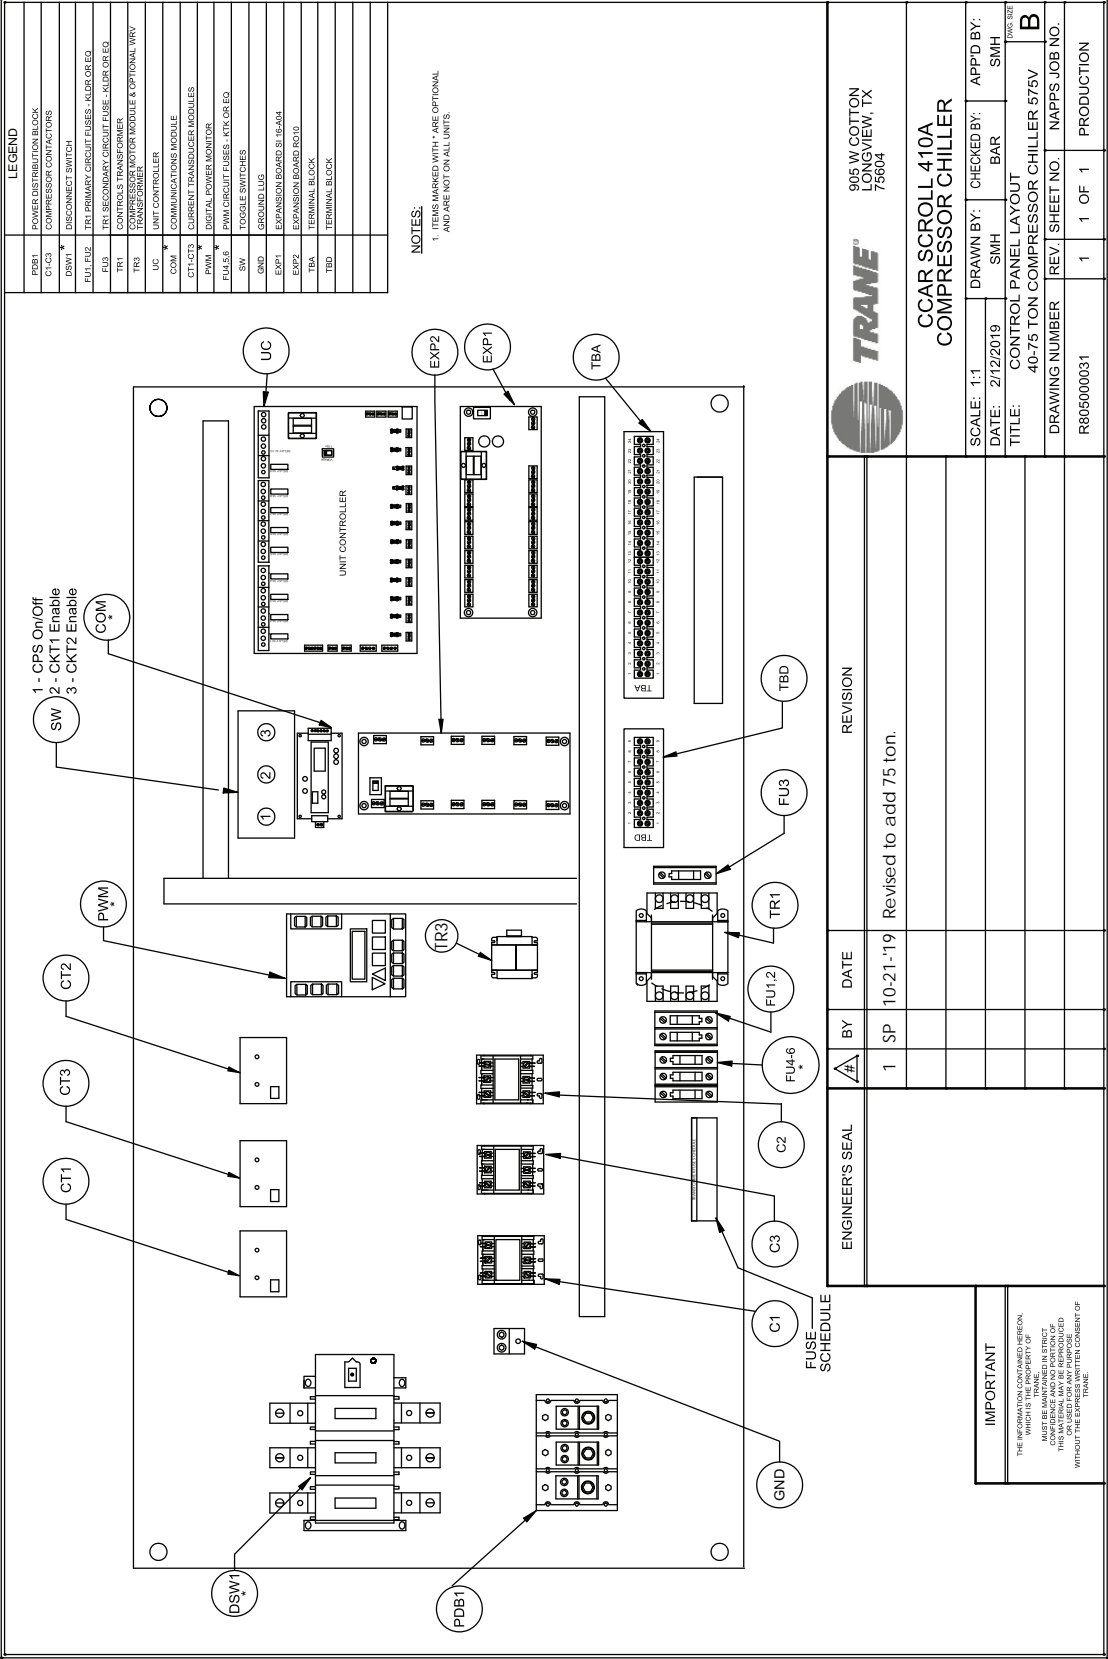 LEGEND
PDB1 POWER DISTRIBUTION BLOCK
C1-C3 COMPRESSOR CONTACTORS
DSW1 * DISCONNECT SWITCH
FU1, FU2 TR1 PRIMARY CIRCUIT FUSES - KLDR OR EQ
FU3 TR1 SECONDARY CIRCUIT FUSE - KLDR OR EQ
TR1 CONTROLS TRANSFORMER
TR3 COMPRESSOR MOTOR MODULE & OPTIONAL WRV
TRANSFORMER
UC UNIT CONTROLLER
COM * COMMUNICATIONS MODULE
CT1-CT3 CURRENT TRANSDUCER MODULES
PWM * DIGITAL POWER MONITOR
FU4,5,6 * PWM CIRCUIT FUSES - KTK OR EQ
SW TOGGLE SWITCHES
GND GROUND LUG
EXP1 EXPANSION BOARD SI 16-A04
EXP2 EXPANSION BOARD RO10
TBA TERMINAL BLOCK
TBD TERMINAL BLOCK
NOTES:
1. ITEMS MARKED WITH * ARE OPTIONAL
AND ARE NOT ON ALL UNITS.
1 - CPS On/Off
2 - CKT1 Enable
3 - CKT2 Enable
SW
COM
*
UC
EXP2
EXP1
TBA
PWM
*
CT2
CT3
CT1
DSW1
*
PDB1
GND
C1
C3
C2
FUSE
SCHEDULE
FU4-6
*
FU1,2
TR1
FU3
TBD
TR3
1
2
3
UNIT CONTROLLER
TBA
TBD
ENGINEER'S SEAL
# BY DATE REVISION
1 SP 10-21-'19 Revised to add 75 ton.
IMPORTANT
THE INFORMATION CONTAINED HEREON,
WHICH IS THE PROPERTY OF
TRANE,
MUST BE MAINTAINED IN STRICT
CONFIDENCE AND NO PORTION OF
THIS MATERIAL MAY BE REPRODUCED
OR USED FOR ANY PURPOSE
WITHOUT THE EXPRESS WRITTEN CONSENT OF
TRANE.
TRANE
905 W COTTON
LONGVIEW, TX
75604
CCAR SCROLL 410A
COMPRESSOR CHILLER
SCALE: 1:1
DATE: 2/12/2019
DRAWN BY:
SMH
CHECKED BY:
BAR
APP'D BY:
SMH
TITLE: CONTROL PANEL LAYOUT
40-75 TON COMPRESSOR CHILLER 575V
DWG. SIZE
B
DRAWING NUMBER
R805000031
REV.
1
SHEET NO.
1 OF 1
NAPPS JOB NO.
PRODUCTION